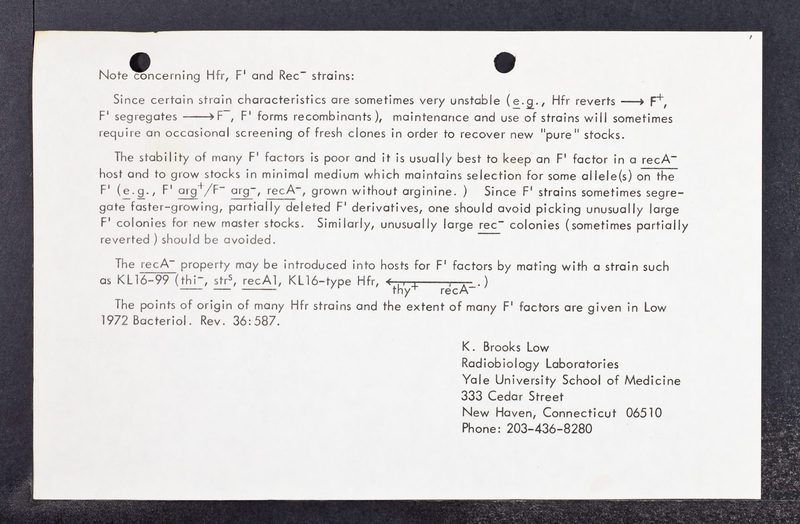 Note concerning Hfr, F' and Rec⁻ strains:
Since certain strain characteristics are sometimes very unstable (e.g., Hfr reverts ⟶ F⁺,
F' segregates ⟶F⁻, F' forms recombinants), maintenance and use of strains will sometimes
require an occasional screening of fresh clones in order to recover new "pure" stocks.
The stability of many F' factors is poor and it is usually best to keep an F' factor in a recA⁻
host and to grow stocks in minimal medium which maintains selection for some allele(s) on the
F' (e.g., F' arg⁺/F⁻ arg⁻, recA⁻, grown without arginine. ) Since F' strains sometimes segre-
gate faster-growing, partially deleted F' derivatives, one should avoid picking unusually large
F' colonies for new master stocks. Similarly, unusually large rec⁻ colonies (sometimes partially
reverted ) should be avoided.
The recA⁻ property may be introduced into hosts for F' factors by mating with a strain such
as KL16-99 (thi⁻, strˢ, recA1, KL16-type Hfr, ⟵ .)
thy⁺ recA⁻
The points of origin of many Hfr strains and the extent of many F' factors are given in Low
1972 Bacteriol. Rev. 36:587.
K. Brooks Low
Radiobiology Laboratories
Yale University School of Medicine
333 Cedar Street
New Haven, Connecticut 06510
Phone: 203-436-8280